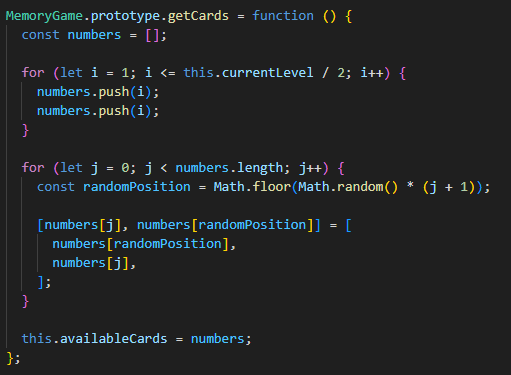 MemoryGame.prototype.getCards = function () {
  const numbers = [];

  for (let i = 1; i <= this.currentLevel / 2; i++) {
    numbers.push(i);
    numbers.push(i);
  }

  for (let j = 0; j < numbers.length; j++) {
    const randomPosition = Math.floor(Math.random() * (j + 1));

    [numbers[j], numbers[randomPosition]] = [
      numbers[randomPosition],
      numbers[j],
    ];
  }

  this.availableCards = numbers;
};